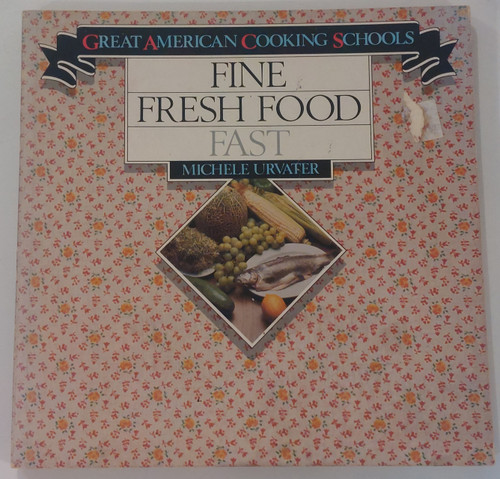 GREAT AMERICAN COOKING SCHOOLS
FINE
FRESH FOOD
FAST
MICHELE URVATER